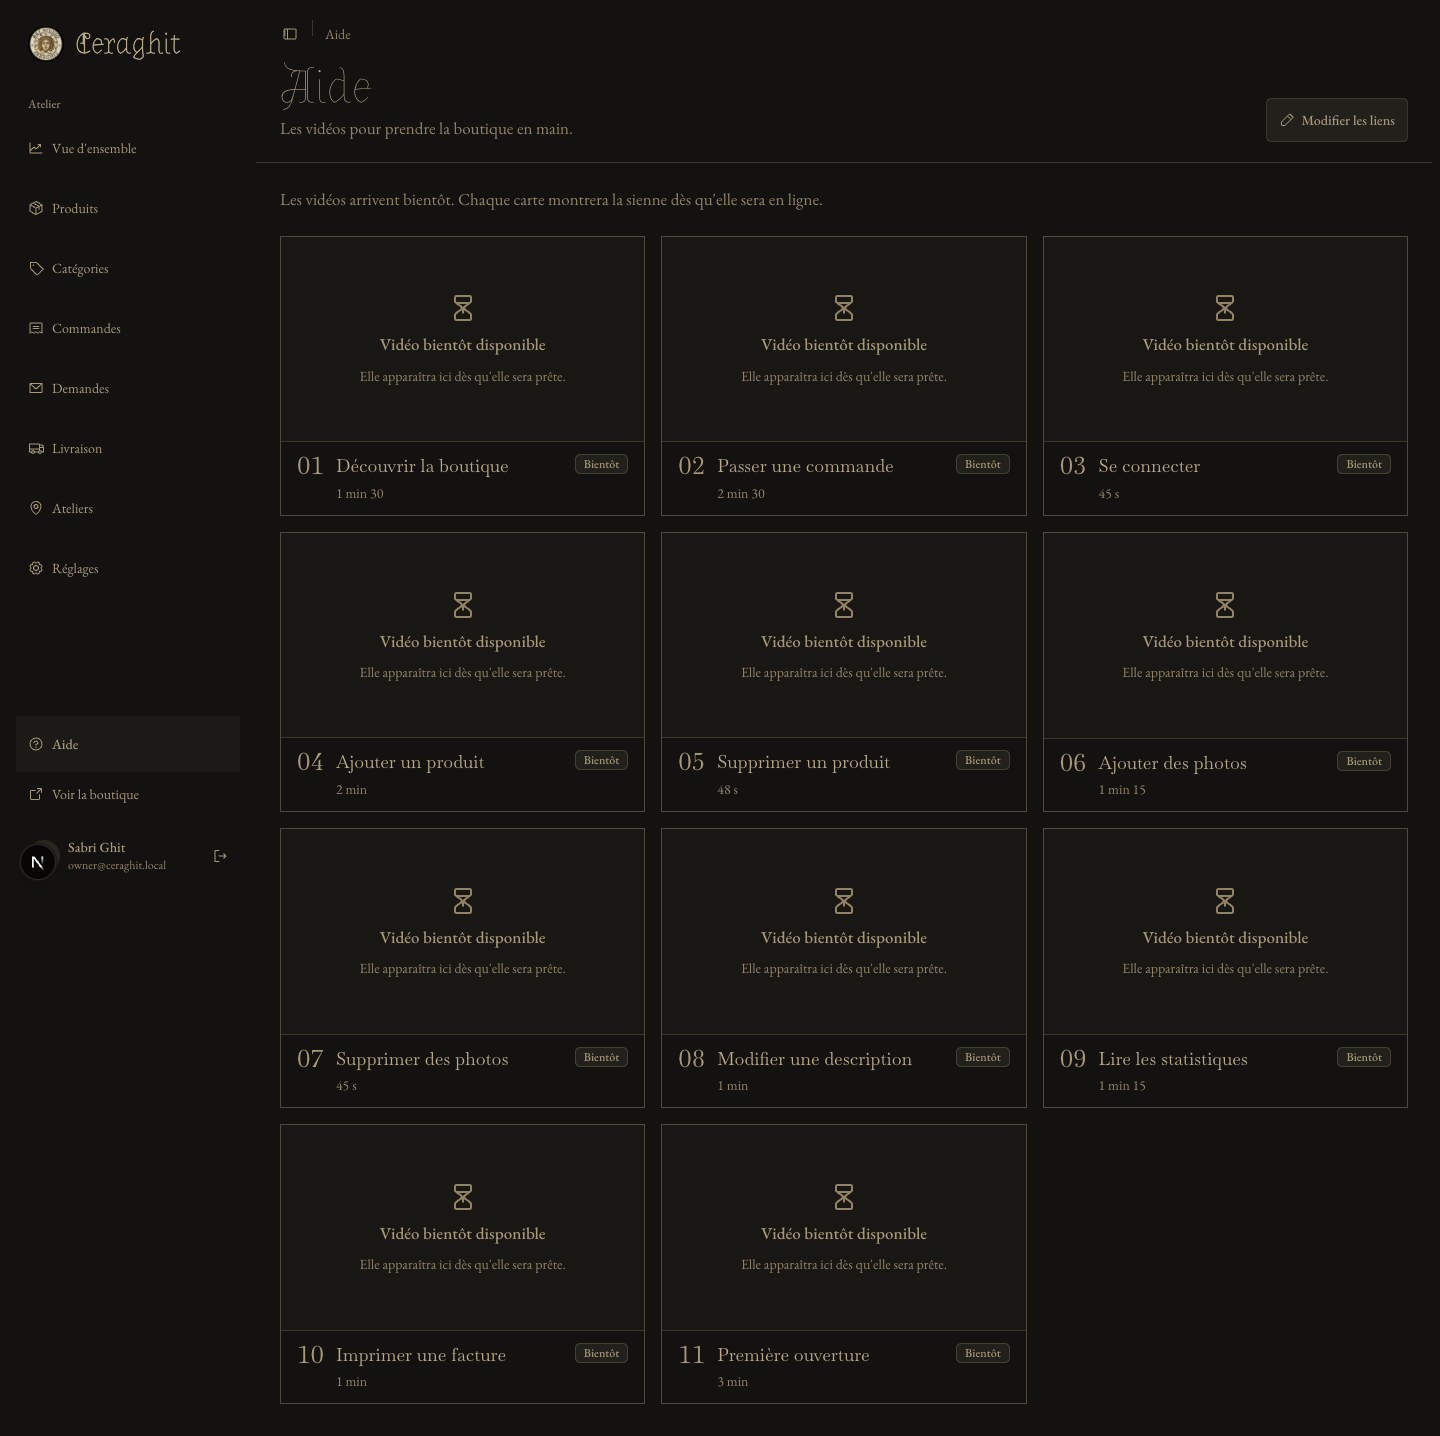 Ceraghit
Atelier
Vue d'ensemble
Produits
Catégories
Commandes
Demandes
Livraison
Ateliers
Réglages
Aide
Voir la boutique
N
Sabri Ghit
owner@ceraghit.local
Aide
Aide
Les vidéos pour prendre la boutique en main.
Modifier les liens
Les vidéos arrivent bientôt. Chaque carte montrera la sienne dès qu'elle sera en ligne.
Vidéo bientôt disponible
Elle apparaîtra ici dès qu'elle sera prête.
01 Découvrir la boutique Bientôt
1 min 30
Vidéo bientôt disponible
Elle apparaîtra ici dès qu'elle sera prête.
02 Passer une commande Bientôt
2 min 30
Vidéo bientôt disponible
Elle apparaîtra ici dès qu'elle sera prête.
03 Se connecter Bientôt
45 s
Vidéo bientôt disponible
Elle apparaîtra ici dès qu'elle sera prête.
04 Ajouter un produit Bientôt
2 min
Vidéo bientôt disponible
Elle apparaîtra ici dès qu'elle sera prête.
05 Supprimer un produit Bientôt
48 s
Vidéo bientôt disponible
Elle apparaîtra ici dès qu'elle sera prête.
06 Ajouter des photos Bientôt
1 min 15
Vidéo bientôt disponible
Elle apparaîtra ici dès qu'elle sera prête.
07 Supprimer des photos Bientôt
45 s
Vidéo bientôt disponible
Elle apparaîtra ici dès qu'elle sera prête.
08 Modifier une description Bientôt
1 min
Vidéo bientôt disponible
Elle apparaîtra ici dès qu'elle sera prête.
09 Lire les statistiques Bientôt
1 min 15
Vidéo bientôt disponible
Elle apparaîtra ici dès qu'elle sera prête.
10 Imprimer une facture Bientôt
1 min
Vidéo bientôt disponible
Elle apparaîtra ici dès qu'elle sera prête.
11 Première ouverture Bientôt
3 min